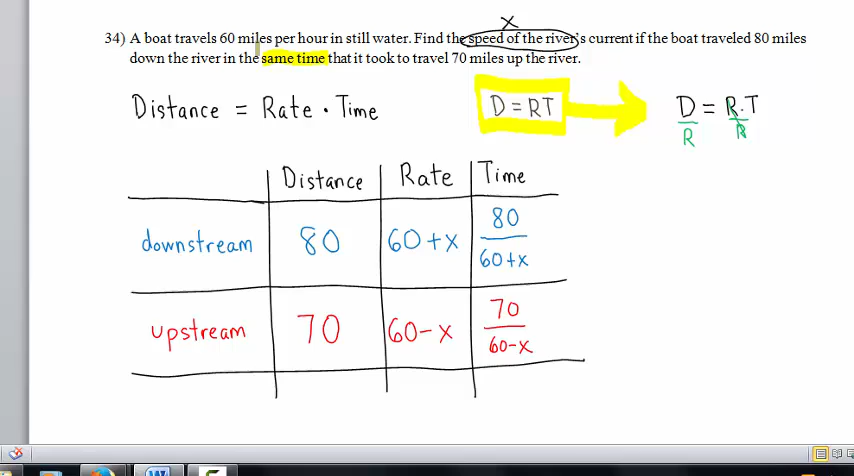 x
34) A boat travels 60 miles per hour in still water. Find the speed of the river's current if the boat traveled 80 miles
down the river in the same time that it took to travel 70 miles up the river.
Distance = Rate • Time
D = RT
D = R.T
R R
Distance Rate Time
downstream 80 60+x 80
60+x
upstream 70 60-x 70
60-x